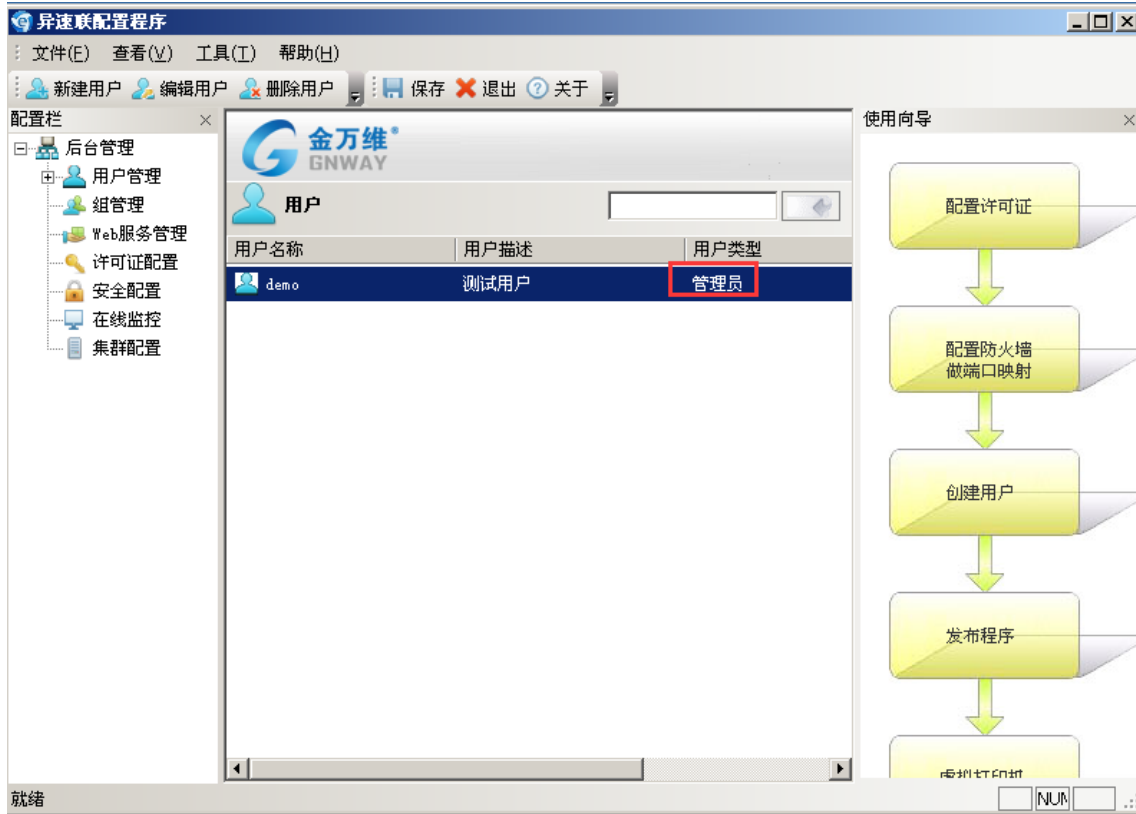 异速联配置程序
文件(F) 查看(V) 工具(T) 帮助(H)
新建用户 编辑用户 删除用户 保存 退出 关于
配置栏
后台管理
用户管理
组管理
Web服务管理
许可证配置
安全配置
在线监控
集群配置
金万维
GNWAY
用户
用户名称 用户描述 用户类型
demo 测试用户 管理员
使用向导
配置许可证
配置防火墙
做端口映射
创建用户
发布程序
虚拟打印机
就绪
NUM